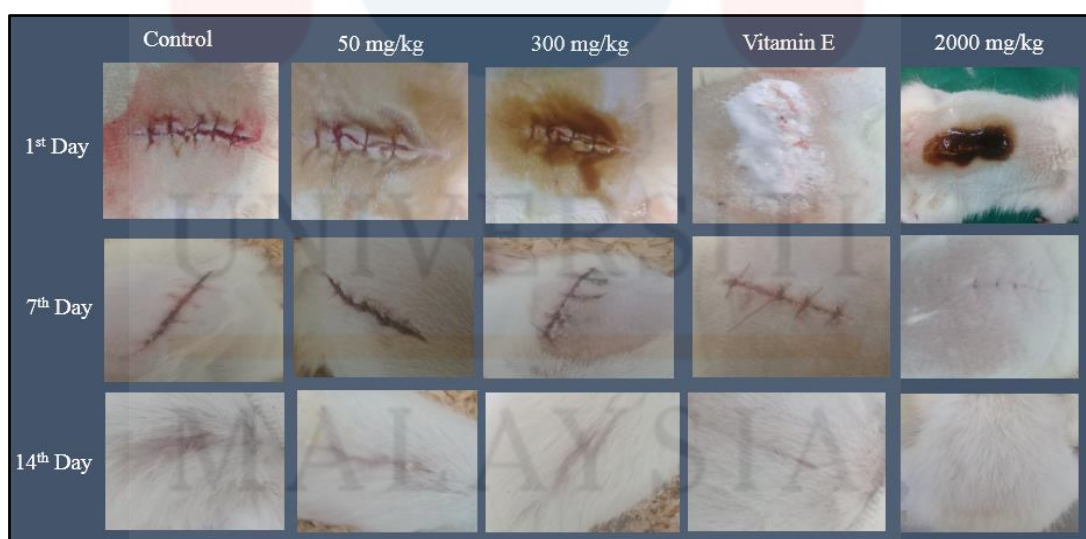 Control 50 mg/kg 300 mg/kg Vitamin E 2000 mg/kg
1st Day
UNIVERSITI
7th Day
MALAYSIA
14th Day